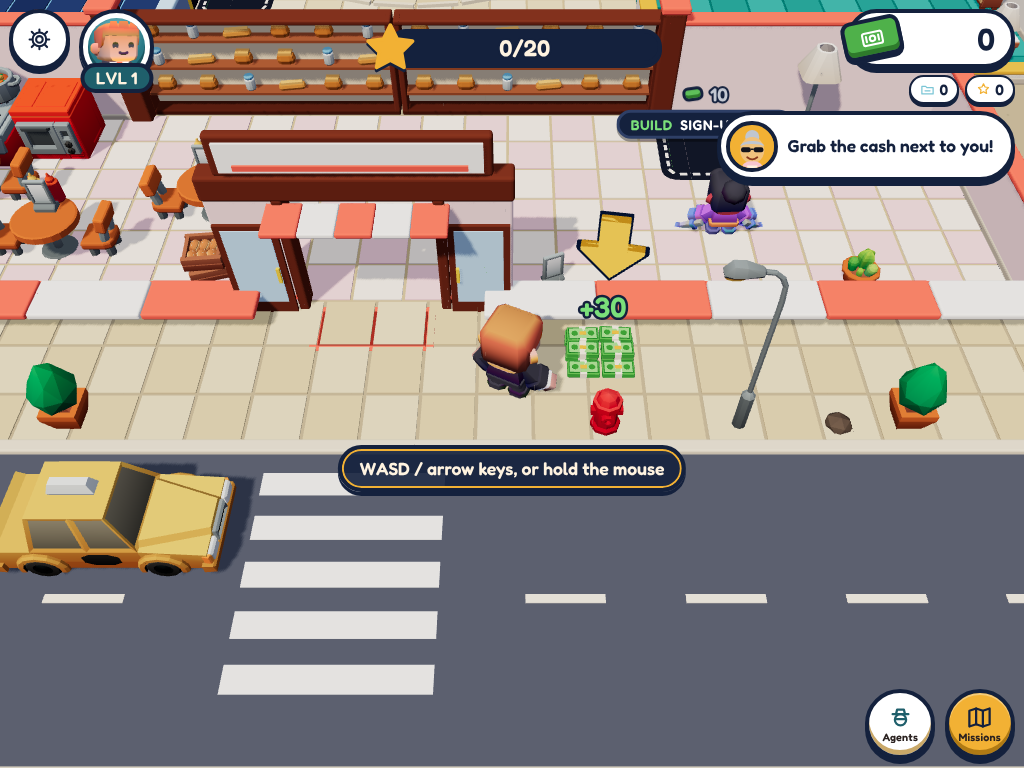 0/20
0
LVL 1
10
0
0
BUILD SIGN-U
Grab the cash next to you!
+30
WASD / arrow keys, or hold the mouse
Agents
Missions